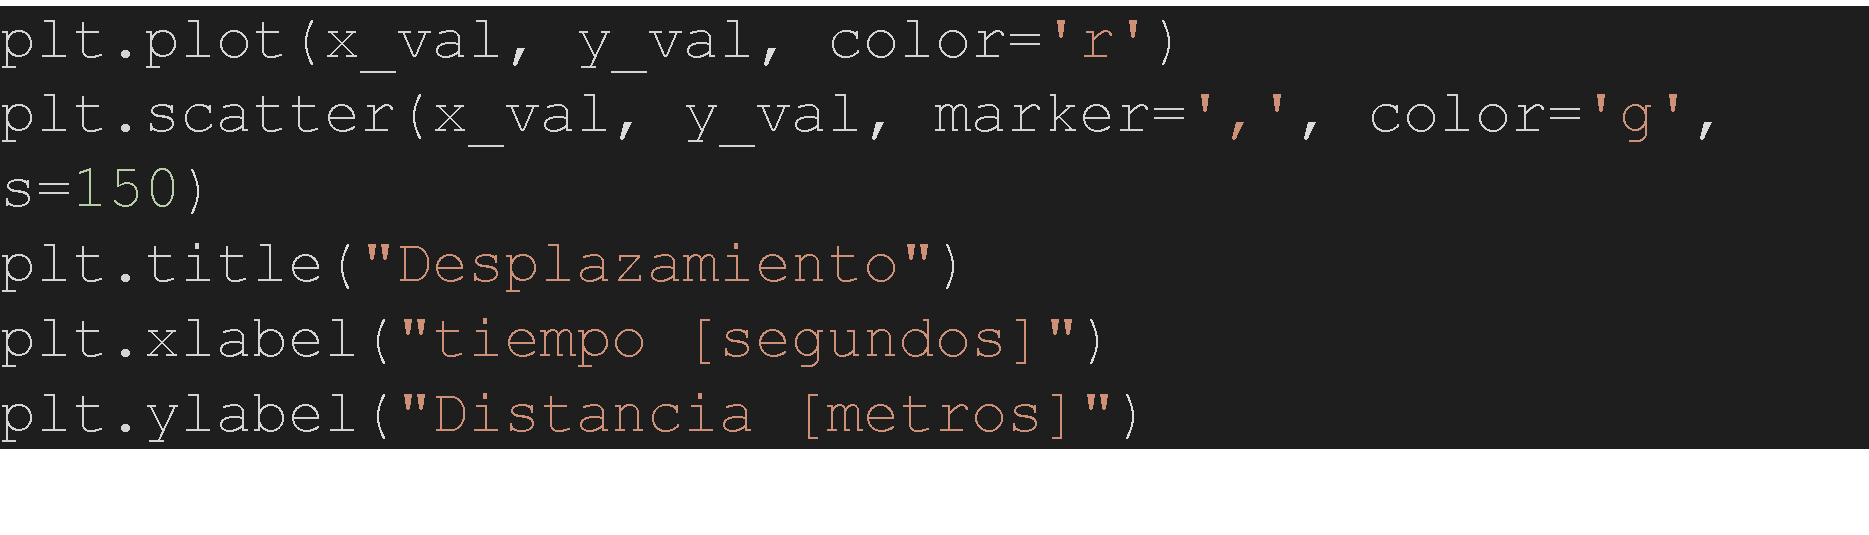 plt.plot(x_val, y_val, color='r')
plt.scatter(x_val, y_val, marker=',', color='g',
s=150)
plt.title("Desplazamiento")
plt.xlabel("tiempo [segundos]")
plt.ylabel("Distancia [metros]")